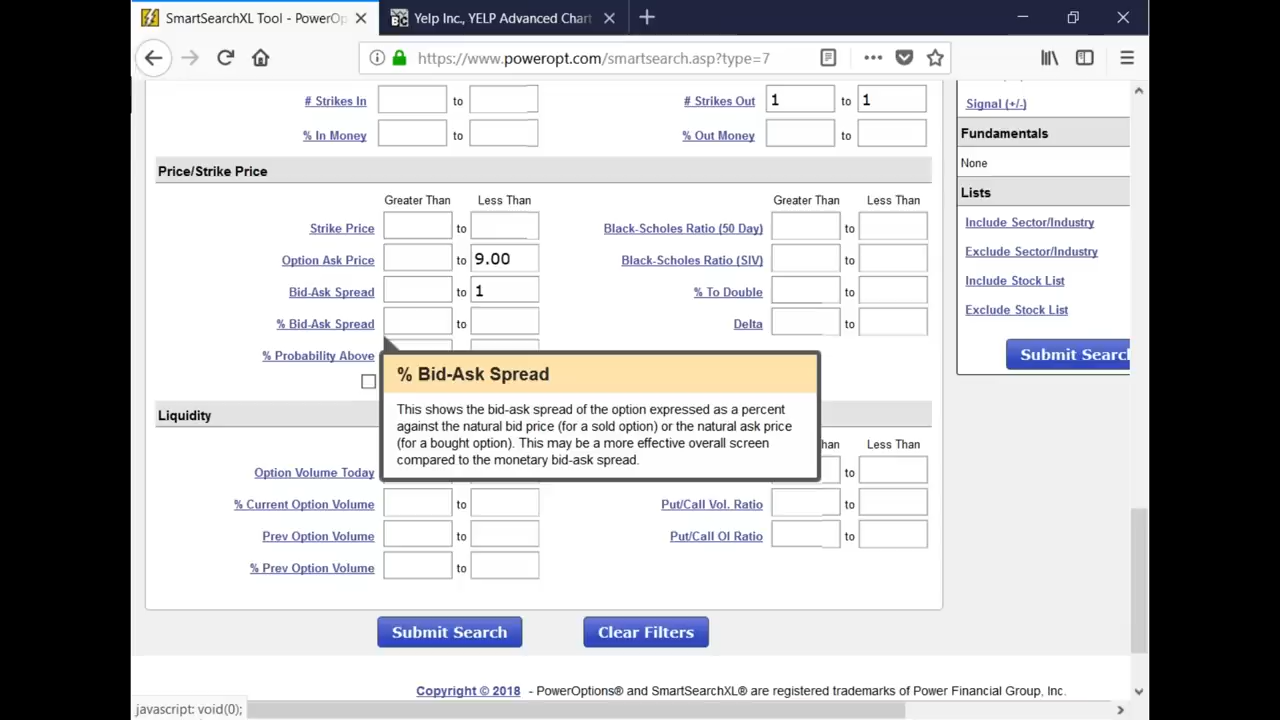 SmartSearchXL Tool - PowerOp
Yelp Inc., YELP Advanced Chart
https://www.poweropt.com/smartsearch.asp?type=7
# Strikes In to # Strikes Out 1 to 1
% In Money to % Out Money to
Price/Strike Price
Greater Than Less Than Greater Than Less Than
Strike Price to Black-Scholes Ratio (50 Day) to
Option Ask Price to 9.00 Black-Scholes Ratio (SIV) to
Bid-Ask Spread to 1 % To Double to
% Bid-Ask Spread to Delta to
% Probability Above
% Bid-Ask Spread
This shows the bid-ask spread of the option expressed as a percent
against the natural bid price (for a sold option) or the natural ask price
(for a bought option). This may be a more effective overall screen
compared to the monetary bid-ask spread.
Liquidity
han Less Than
Option Volume Today to
% Current Option Volume to Put/Call Vol. Ratio to
Prev Option Volume to Put/Call OI Ratio to
% Prev Option Volume to
Submit Search Clear Filters
Signal (+/-)
Fundamentals
None
Lists
Include Sector/Industry
Exclude Sector/Industry
Include Stock List
Exclude Stock List
Submit Searc
Copyright © 2018 - PowerOptions® and SmartSearchXL® are registered trademarks of Power Financial Group, Inc.
javascript: void(0);